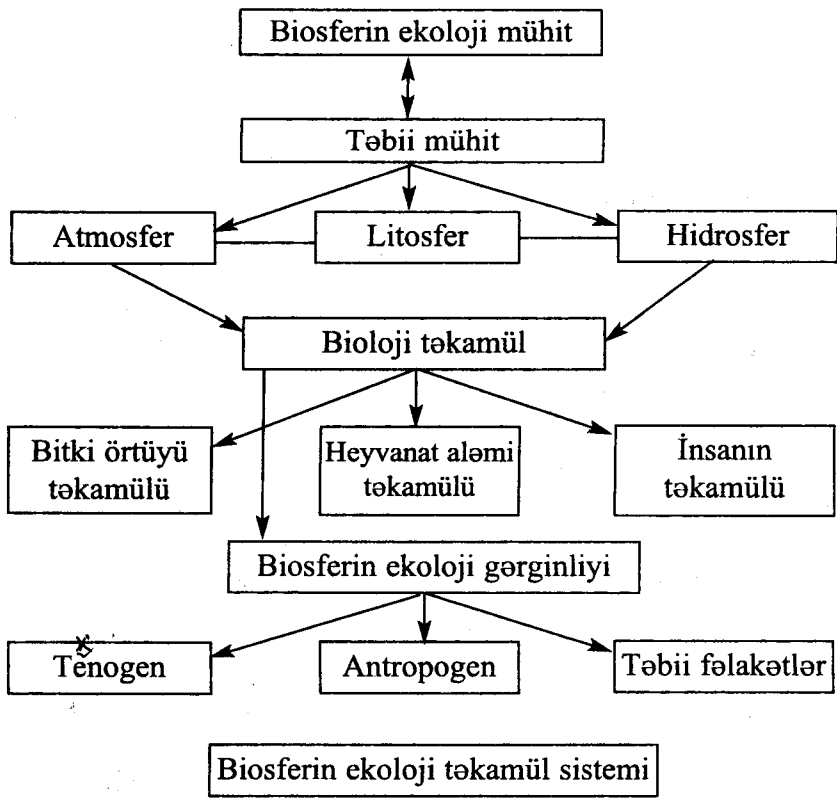 Biosferin ekoloji mühit
Təbii mühit
Atmosfer
Litosfer
Hidrosfer
Bioloji təkamül
Bitki örtüyü
təkamülü
Heyvanat aləmi
təkamülü
İnsanın
təkamülü
Biosferin ekoloji gərginliyi
Tenogen
Antropogen
Təbii fəlakətlər
Biosferin ekoloji təkamül sistemi